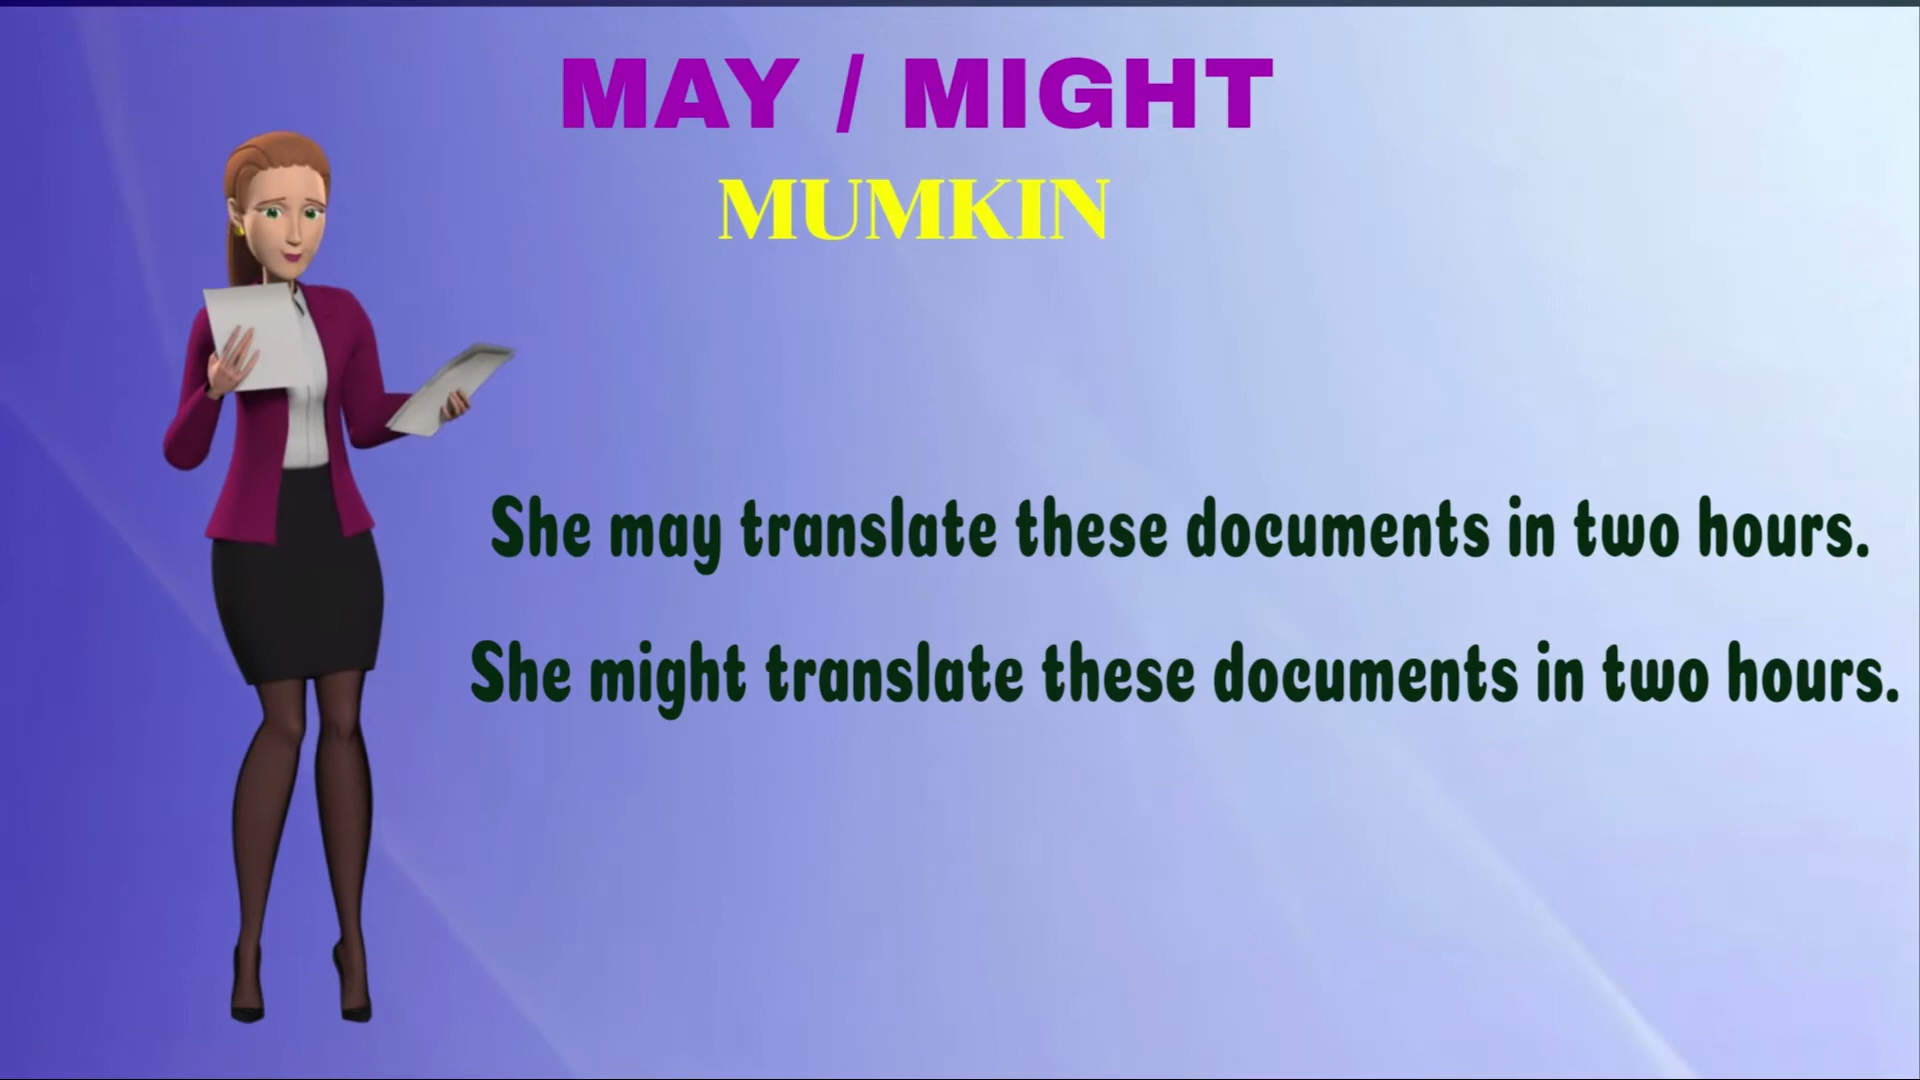 MAY / MIGHT
MUMKIN
She may translate these documents in two hours.
She might translate these documents in two hours.